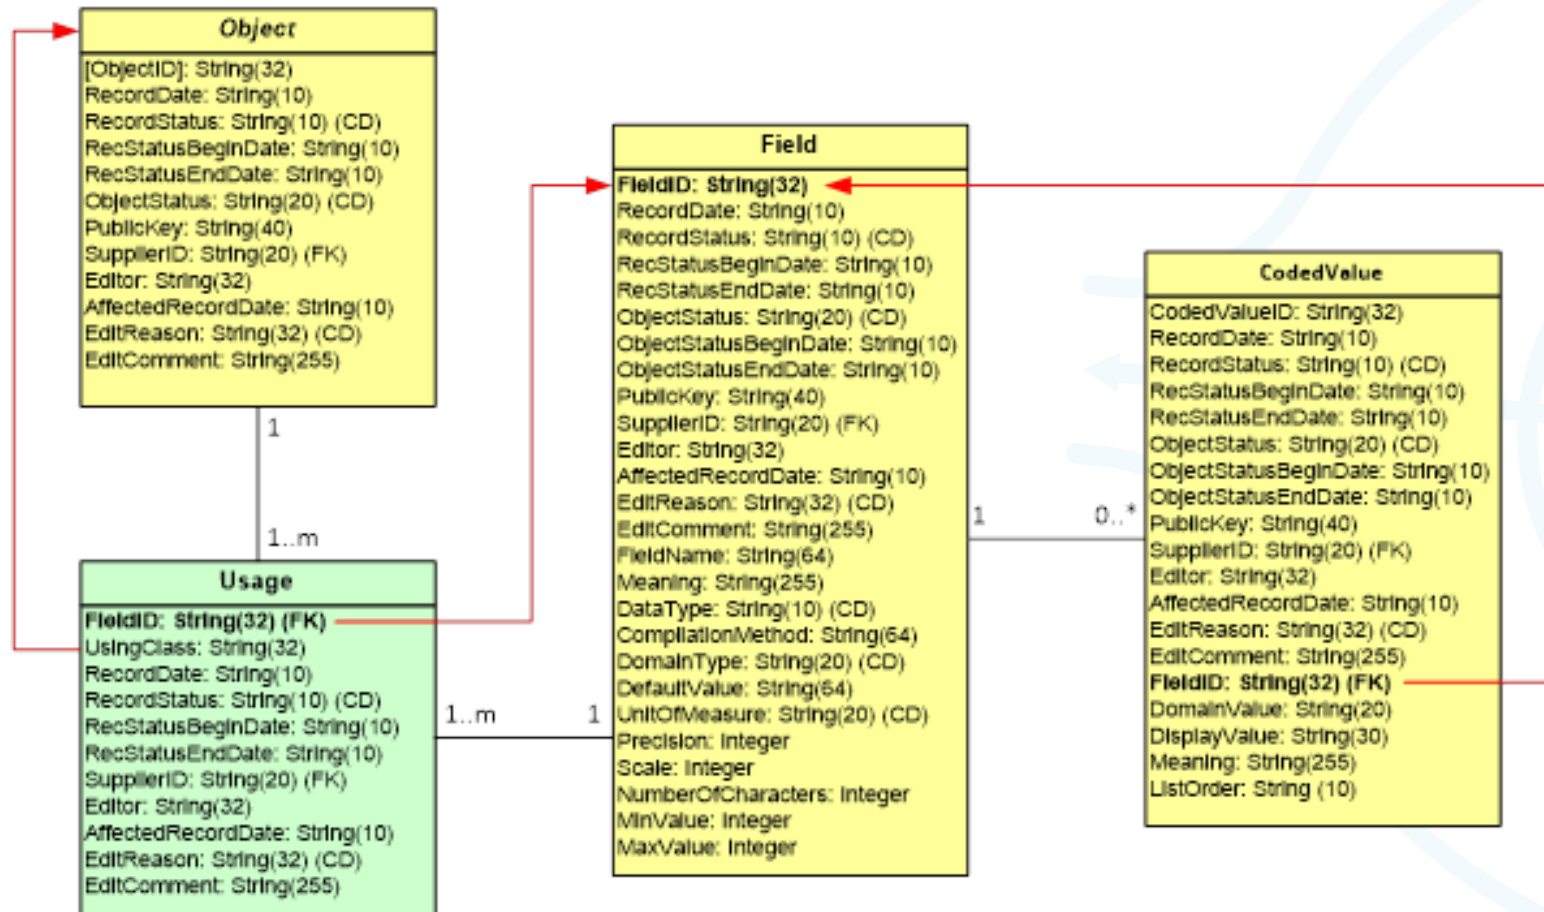 Object
[ObjectID]: String(32)
RecordDate: String(10)
RecordStatus: String(10) (CD)
RecStatusBeginDate: String(10)
RecStatusEndDate: String(10)
ObjectStatus: String(20) (CD)
PublicKey: String(40)
SupplierID: String(20) (FK)
Editor: String(32)
AffectedRecordDate: String(10)
EditReason: String(32) (CD)
EditComment: String(255)
1
1..m
Usage
FieldID: String(32) (FK)
UsingClass: String(32)
RecordDate: String(10)
RecordStatus: String(10) (CD)
RecStatusBeginDate: String(10)
RecStatusEndDate: String(10)
SupplierID: String(20) (FK)
Editor: String(32)
AffectedRecordDate: String(10)
EditReason: String(32) (CD)
EditComment: String(255)
1..m
1
Field
FieldID: String(32)
RecordDate: String(10)
RecordStatus: String(10) (CD)
RecStatusBeginDate: String(10)
RecStatusEndDate: String(10)
ObjectStatus: String(20) (CD)
ObjectStatusBeginDate: String(10)
ObjectStatusEndDate: String(10)
PublicKey: String(40)
SupplierID: String(20) (FK)
Editor: String(32)
AffectedRecordDate: String(10)
EditReason: String(32) (CD)
EditComment: String(255)
FieldName: String(64)
Meaning: String(255)
DataType: String(10) (CD)
CompilationMethod: String(64)
DomainType: String(20) (CD)
DefaultValue: String(64)
UnitOfMeasure: String(20) (CD)
Precision: Integer
Scale: Integer
NumberOfCharacters: Integer
MinValue: Integer
MaxValue: Integer
1
0..*
CodedValue
CodedValueID: String(32)
RecordDate: String(10)
RecordStatus: String(10) (CD)
RecStatusBeginDate: String(10)
RecStatusEndDate: String(10)
ObjectStatus: String(20) (CD)
ObjectStatusBeginDate: String(10)
ObjectStatusEndDate: String(10)
PublicKey: String(40)
SupplierID: String(20) (FK)
Editor: String(32)
AffectedRecordDate: String(10)
EditReason: String(32) (CD)
EditComment: String(255)
FieldID: String(32) (FK)
DomainValue: String(20)
DisplayValue: String(30)
Meaning: String(255)
ListOrder: String (10)